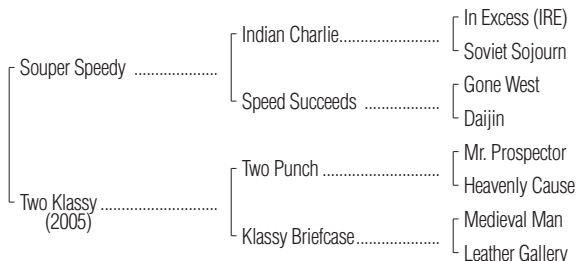 In Excess (IRE)
Indian Charlie........................
Soviet Sojourn
Souper Speedy ....................
Gone West
Speed Succeeds ..................
Daijin
Mr. Prospector
Two Punch ............................
Heavenly Cause
Two Klassy ............................
(2005)
Medieval Man
Klassy Briefcase....................
Leather Gallery